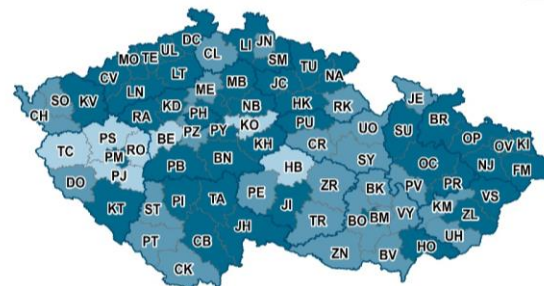 DC LI JN
MO TE UL CL SM TU
CV LT MB JC NA
SO KV LN ME JE
CH RA KD PH NB HK RK BR
PS BE PZ PY KO PU UO SU OP OV KI
TC PM RO KH CR
PJ PB BN HB SY OC NJ FM
DO PE ZR BK PV PR VS
KT ST PI TA JI BO BM VY KM ZL
PT CB JH TR UH
CK ZN BV HO